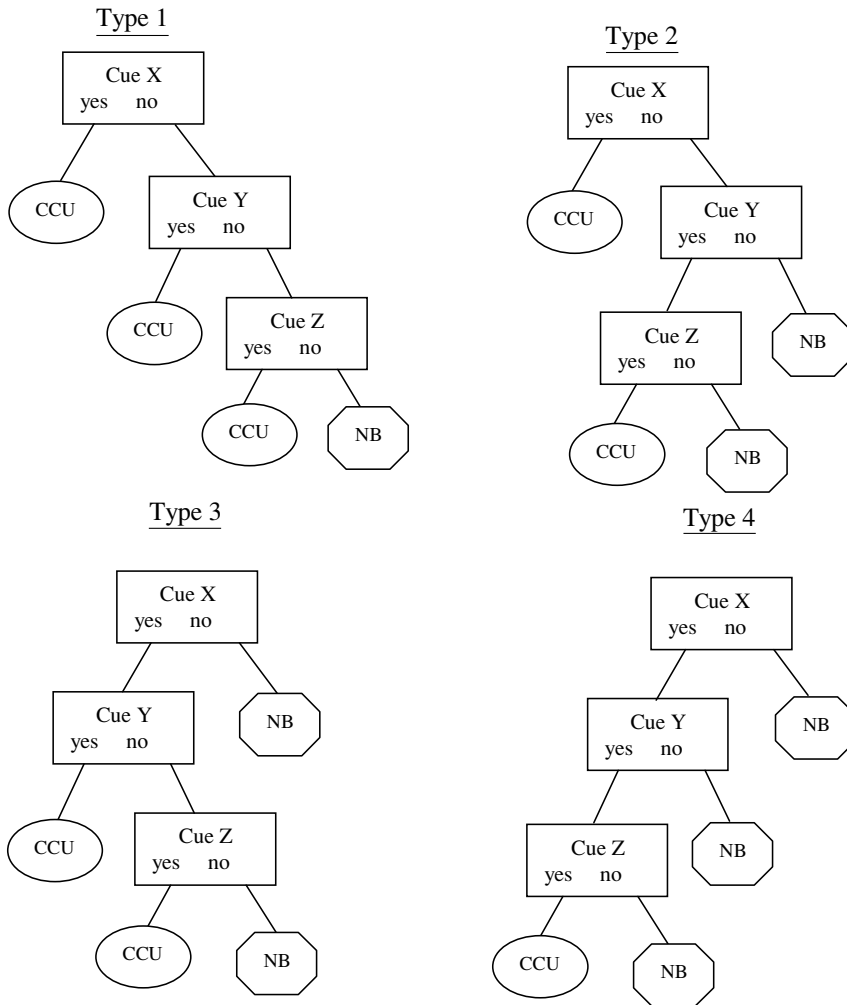 Type 1
Cue X
yes no
CCU
Cue Y
yes no
CCU
Cue Z
yes no
CCU
NB
Type 2
Cue X
yes no
CCU
Cue Y
yes no
NB
Cue Z
yes no
CCU
NB
Type 3
Cue X
yes no
NB
Cue Y
yes no
CCU
Cue Z
yes no
CCU
NB
Type 4
Cue X
yes no
NB
Cue Y
yes no
NB
Cue Z
yes no
CCU
NB